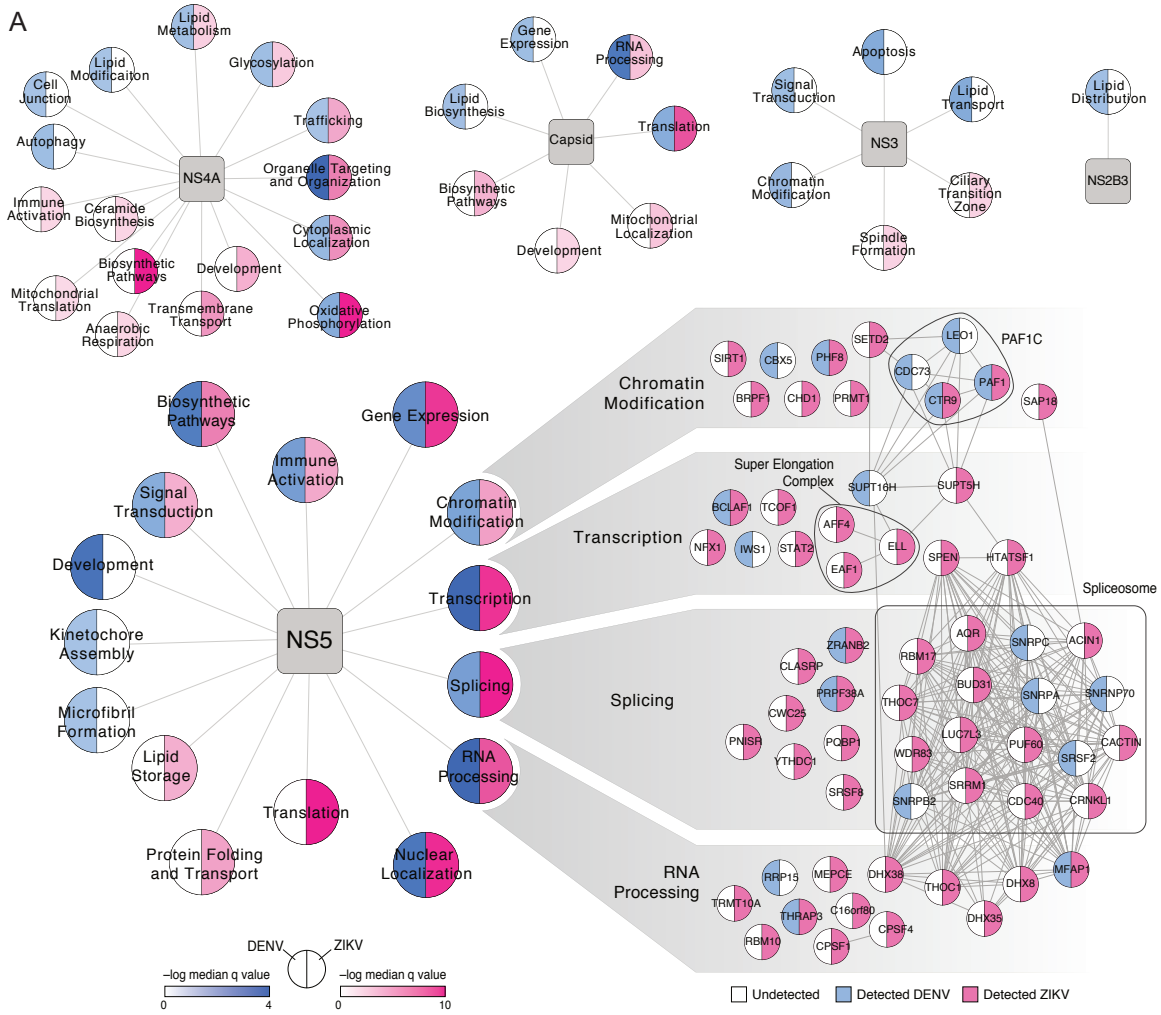 A
Lipid
Metabolism
Lipid
Modificaiton
Glycosylation
Cell
Junction
Trafficking
Autophagy
NS4A
Organelle Targeting
and Organization
Immune
Activation
Ceramide
Biosynthesis
Cytoplasmic
Localization
Biosynthetic
Pathways
Development
Mitochondrial
Translation
Transmembrane
Transport
Oxidative
Phosphorylation
Anaerobic
Respiration
Gene
Expression
RNA
Processing
Lipid
Biosynthesis
Translation
Capsid
Biosynthetic
Pathways
Mitochondrial
Localization
Development
Apoptosis
Signal
Transduction
Lipid
Transport
NS3
Chromatin
Modification
Ciliary
Transition
Zone
Spindle
Formation
Lipid
Distribution
NS2B3
Biosynthetic
Pathways
Gene Expression
Immune
Activation
Signal
Transduction
Chromatin
Modification
Development
Transcription
Kinetochore
Assembly
NS5
Splicing
Microfibril
Formation
Lipid
Storage
RNA
Processing
Translation
Protein Folding
and Transport
Nuclear
Localization
Chromatin
Modification
SETD2
LEO1
PAF1C
SIRT1
CBX5
PHF8
CDC73
PAF1
BRPF1
CHD1
PRMT1
CTR9
SAP18
Transcription
Super Elongation
Complex
SUPT16H
SUPT5H
BCLAF1
TCOF1
AFF4
NFX1
IWS1
STAT2
ELL
EAF1
SPEN
HTATSF1
Spliceosome
Splicing
ZRANB2
CLASRP
PRPF38A
CWC25
PNISR
PQBP1
YTHDC1
SRSF8
AQR
SNRPC
ACIN1
RBM17
BUD31
SNRPA
SNRNP70
THOC7
LUC7L3
PUF60
CACTIN
WDR83
SRSF2
SRRM1
SNRPB2
CDC40
CRNKL1
RNA
Processing
RRP15
MEPCE
DHX38
THOC1
DHX8
MFAP1
TRMT10A
THRAP3
C16orf80
DHX35
RBM10
CPSF1
CPSF4
DENV
ZIKV
–log median q value
0
4
–log median q value
0
10
Undetected
Detected DENV
Detected ZIKV